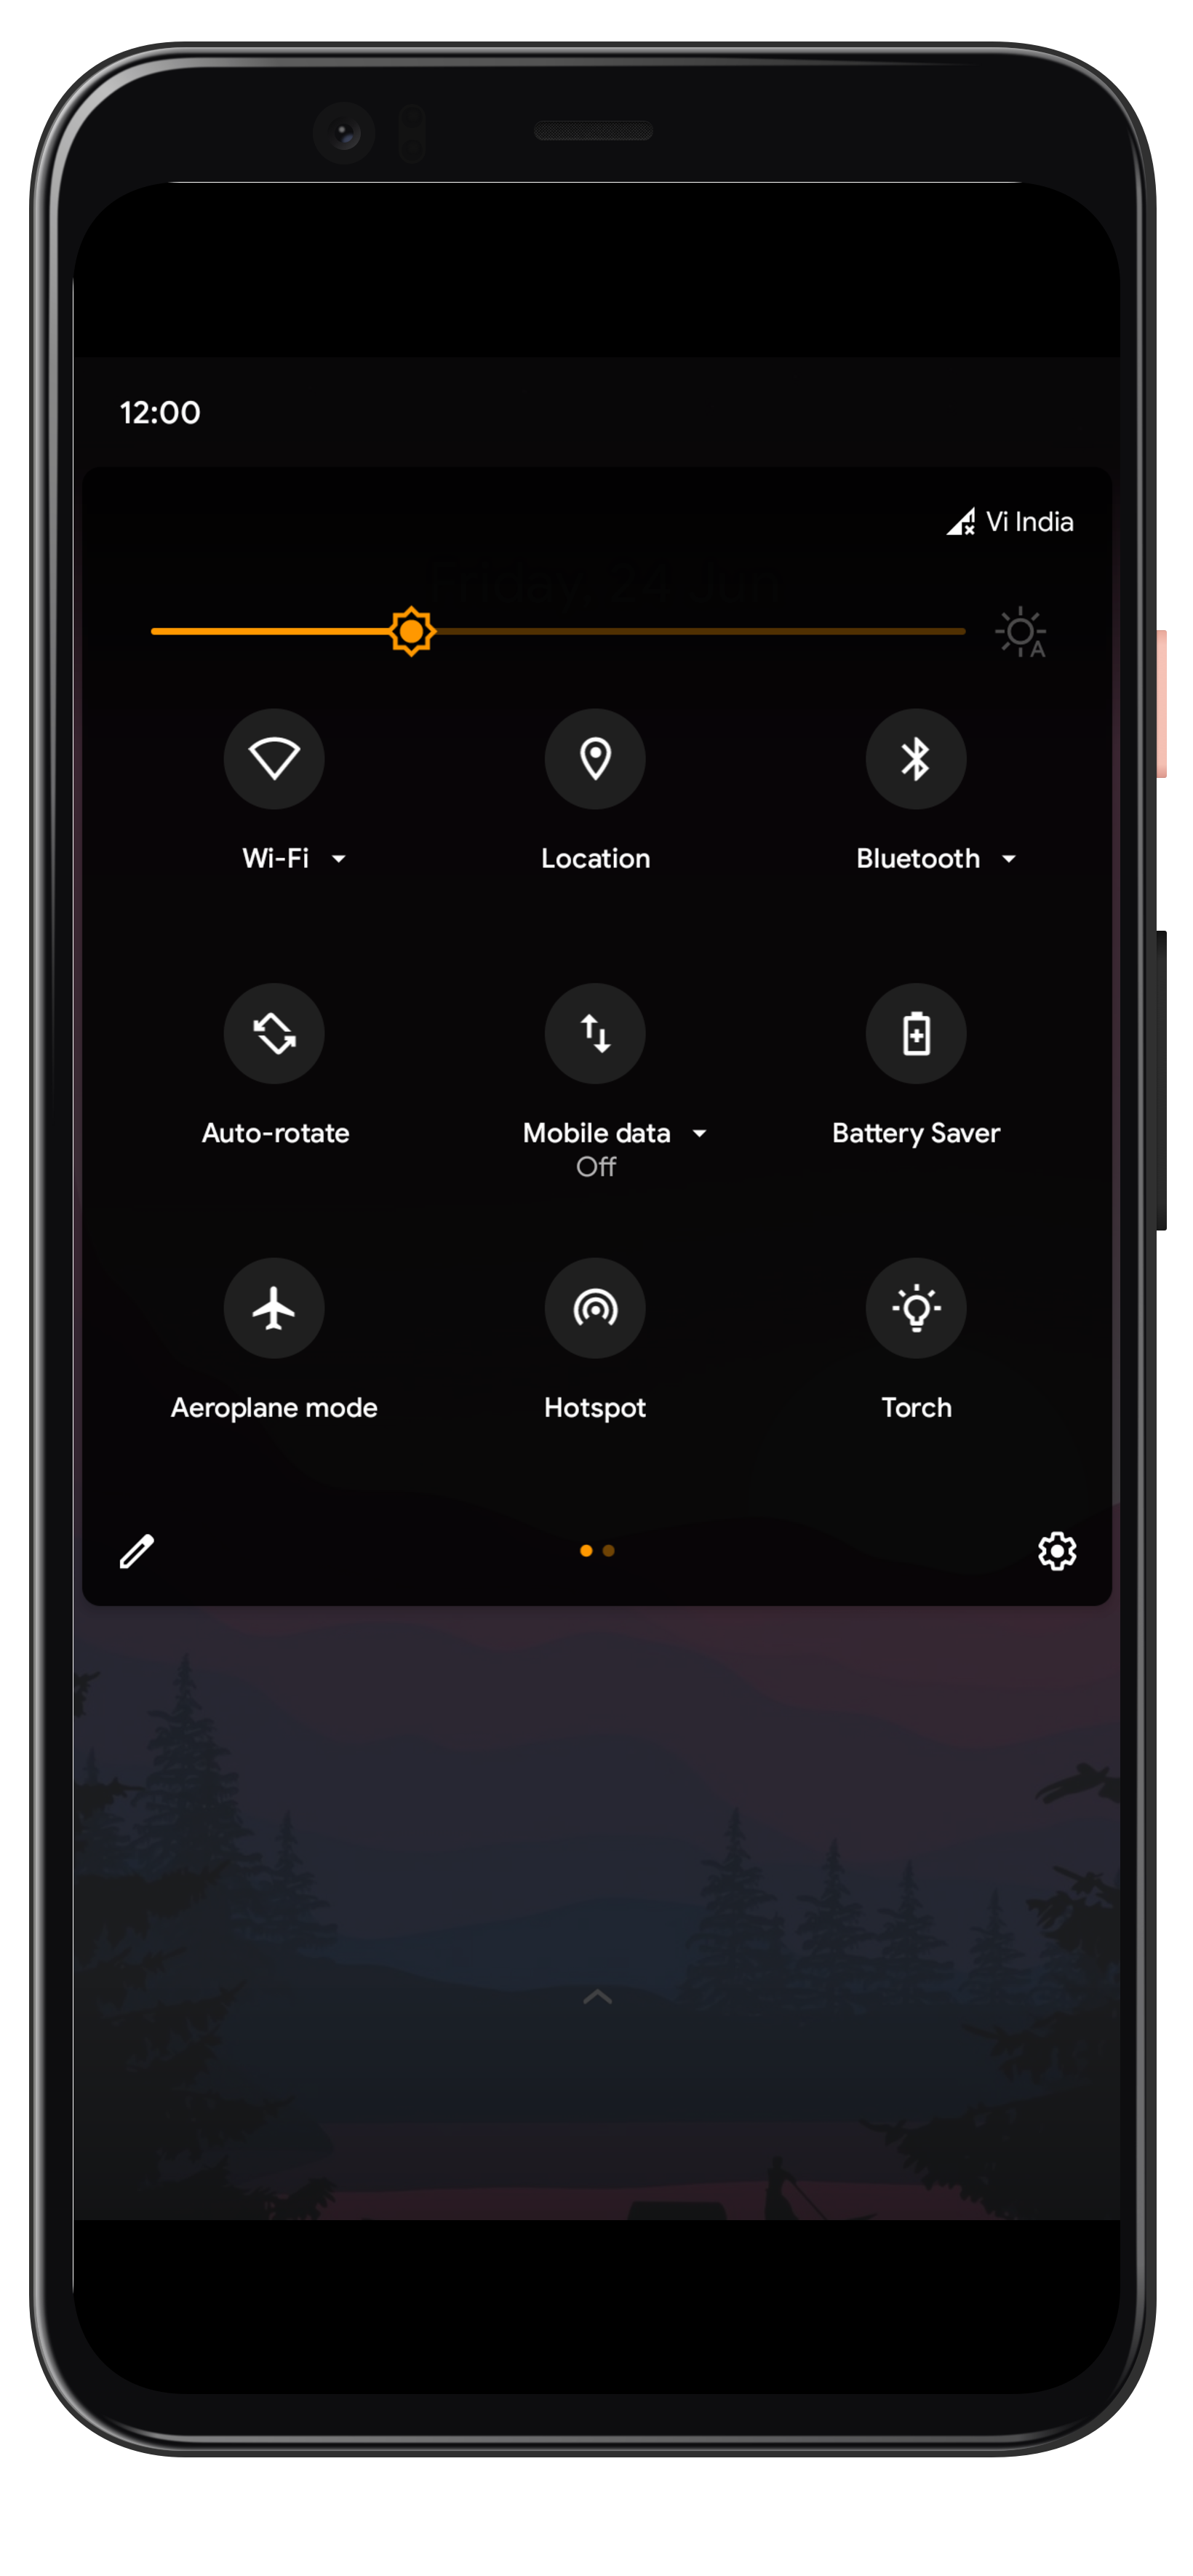 12:00
Vi India
Friday, 24 Jun
A
Wi-Fi
Location
Bluetooth
Auto-rotate
Mobile data
Off
Battery Saver
Aeroplane mode
Hotspot
Torch